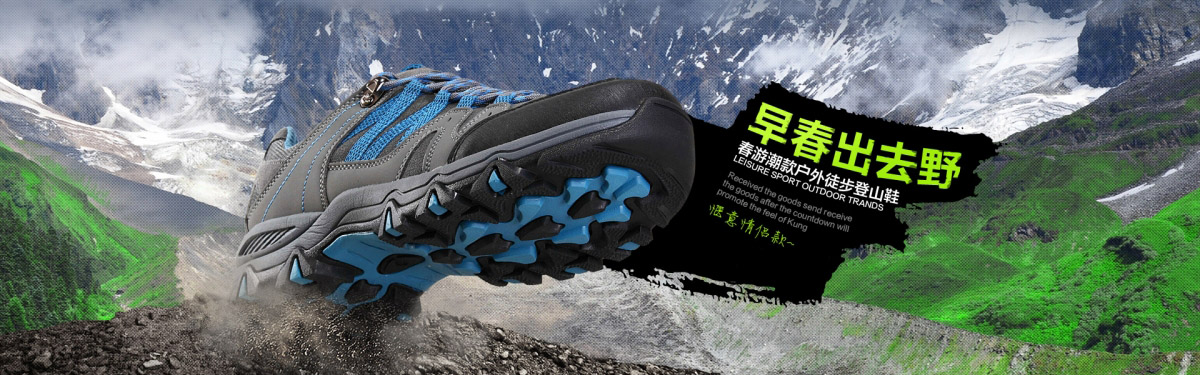 早春出去野
春游潮款户外徒步登山鞋
LEISURE SPORT OUTDOOR TRANDS
Received the goods send receive
the goods after the countdown will
promote the feel of Kung
惬意情侣款~